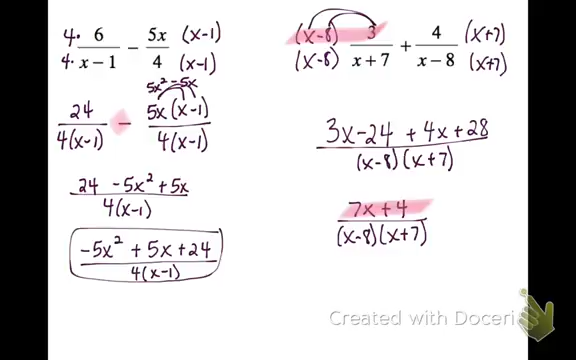 4· 6/(x−1) − 5x/4 (x−1)
4· (x−1)
5x² − 5x
24/4(x−1) − 5x(x−1)/4(x−1)
24 − 5x² + 5x
4(x−1)
−5x² + 5x + 24
4(x−1)
(x−8) 3/(x+7) + 4/(x−8) (x+7)
(x−8) (x+7)
3x−24 + 4x+28
(x−8)(x+7)
7x + 4
(x−8)(x+7)
Created with Doceri